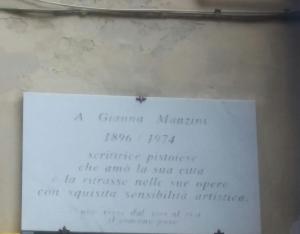 A Gianna Manzini
1896 / 1974
scrittrice pistoiese
che amò la sua città
e la ritrasse nelle sue opere
con squisita sensibilità artistica.